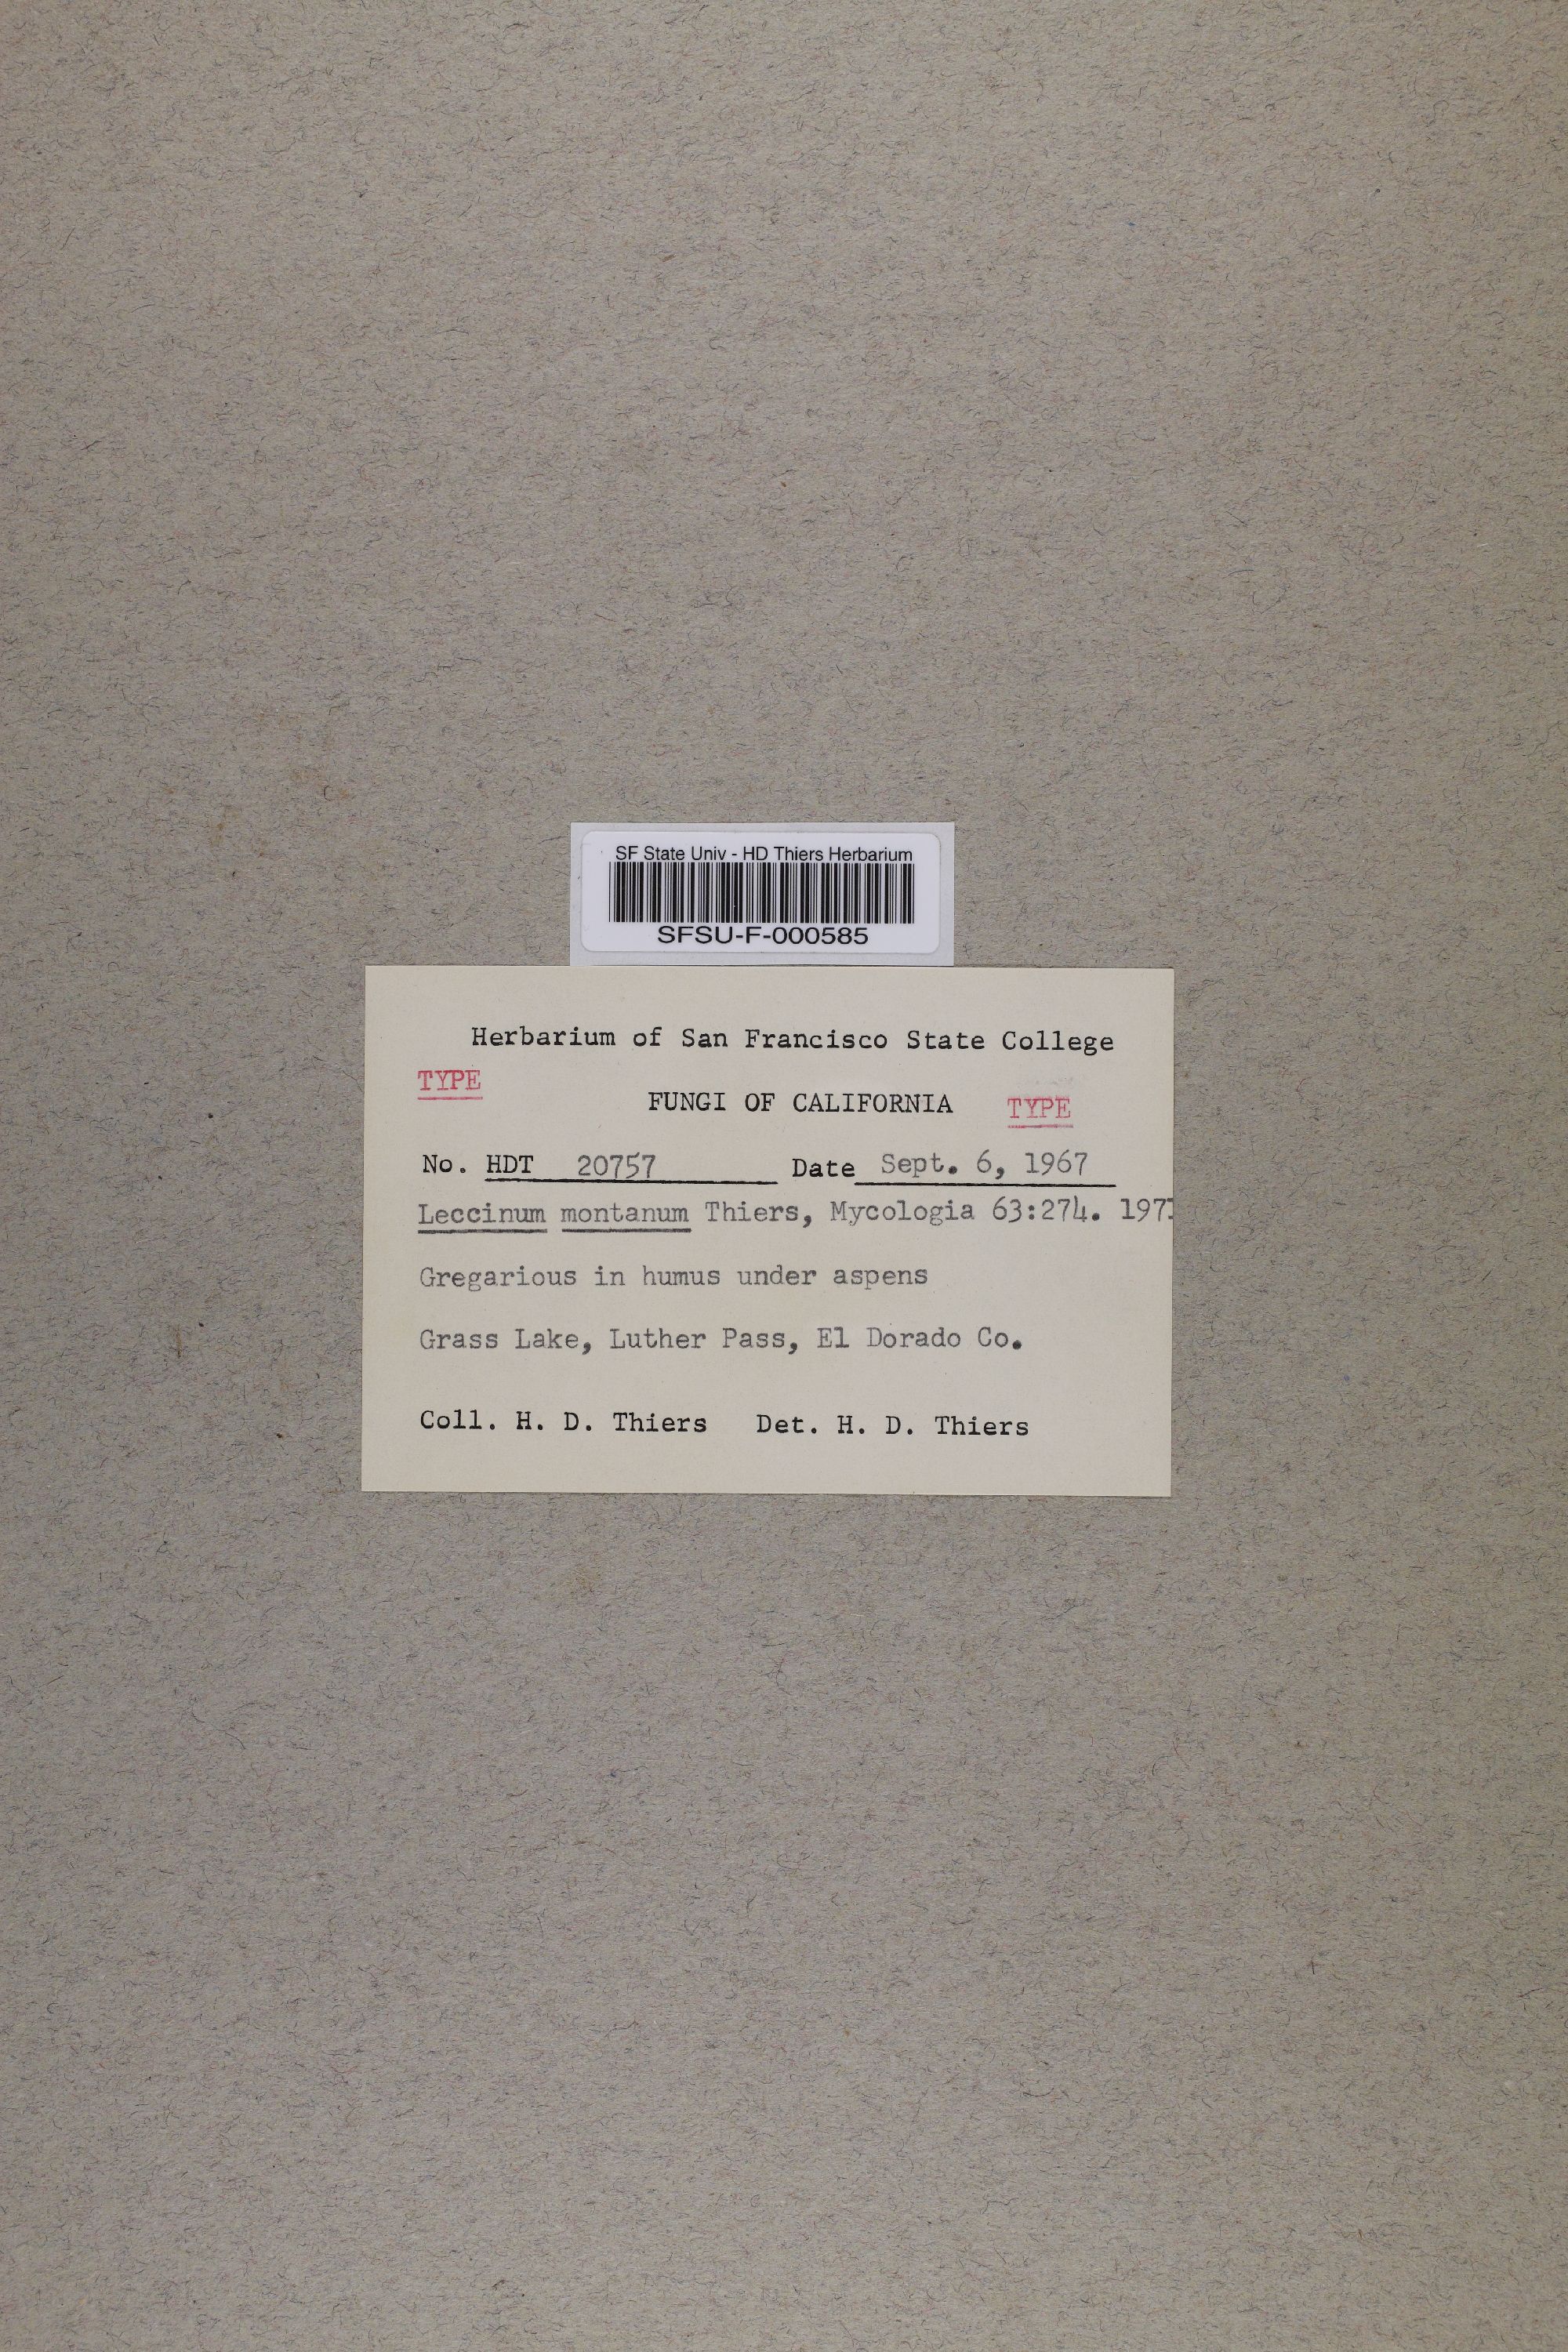 SF State Univ - HD Thiers Herbarium
SFSU-F-000585
Herbarium of San Francisco State College
TYPE
FUNGI OF CALIFORNIA TYPE
No. HDT 20757 Date Sept. 6, 1967
Leccinum montanum Thiers, Mycologia 63:274. 1971
Gregarious in humus under aspens
Grass Lake, Luther Pass, El Dorado Co.
Coll. H. D. Thiers Det. H. D. Thiers